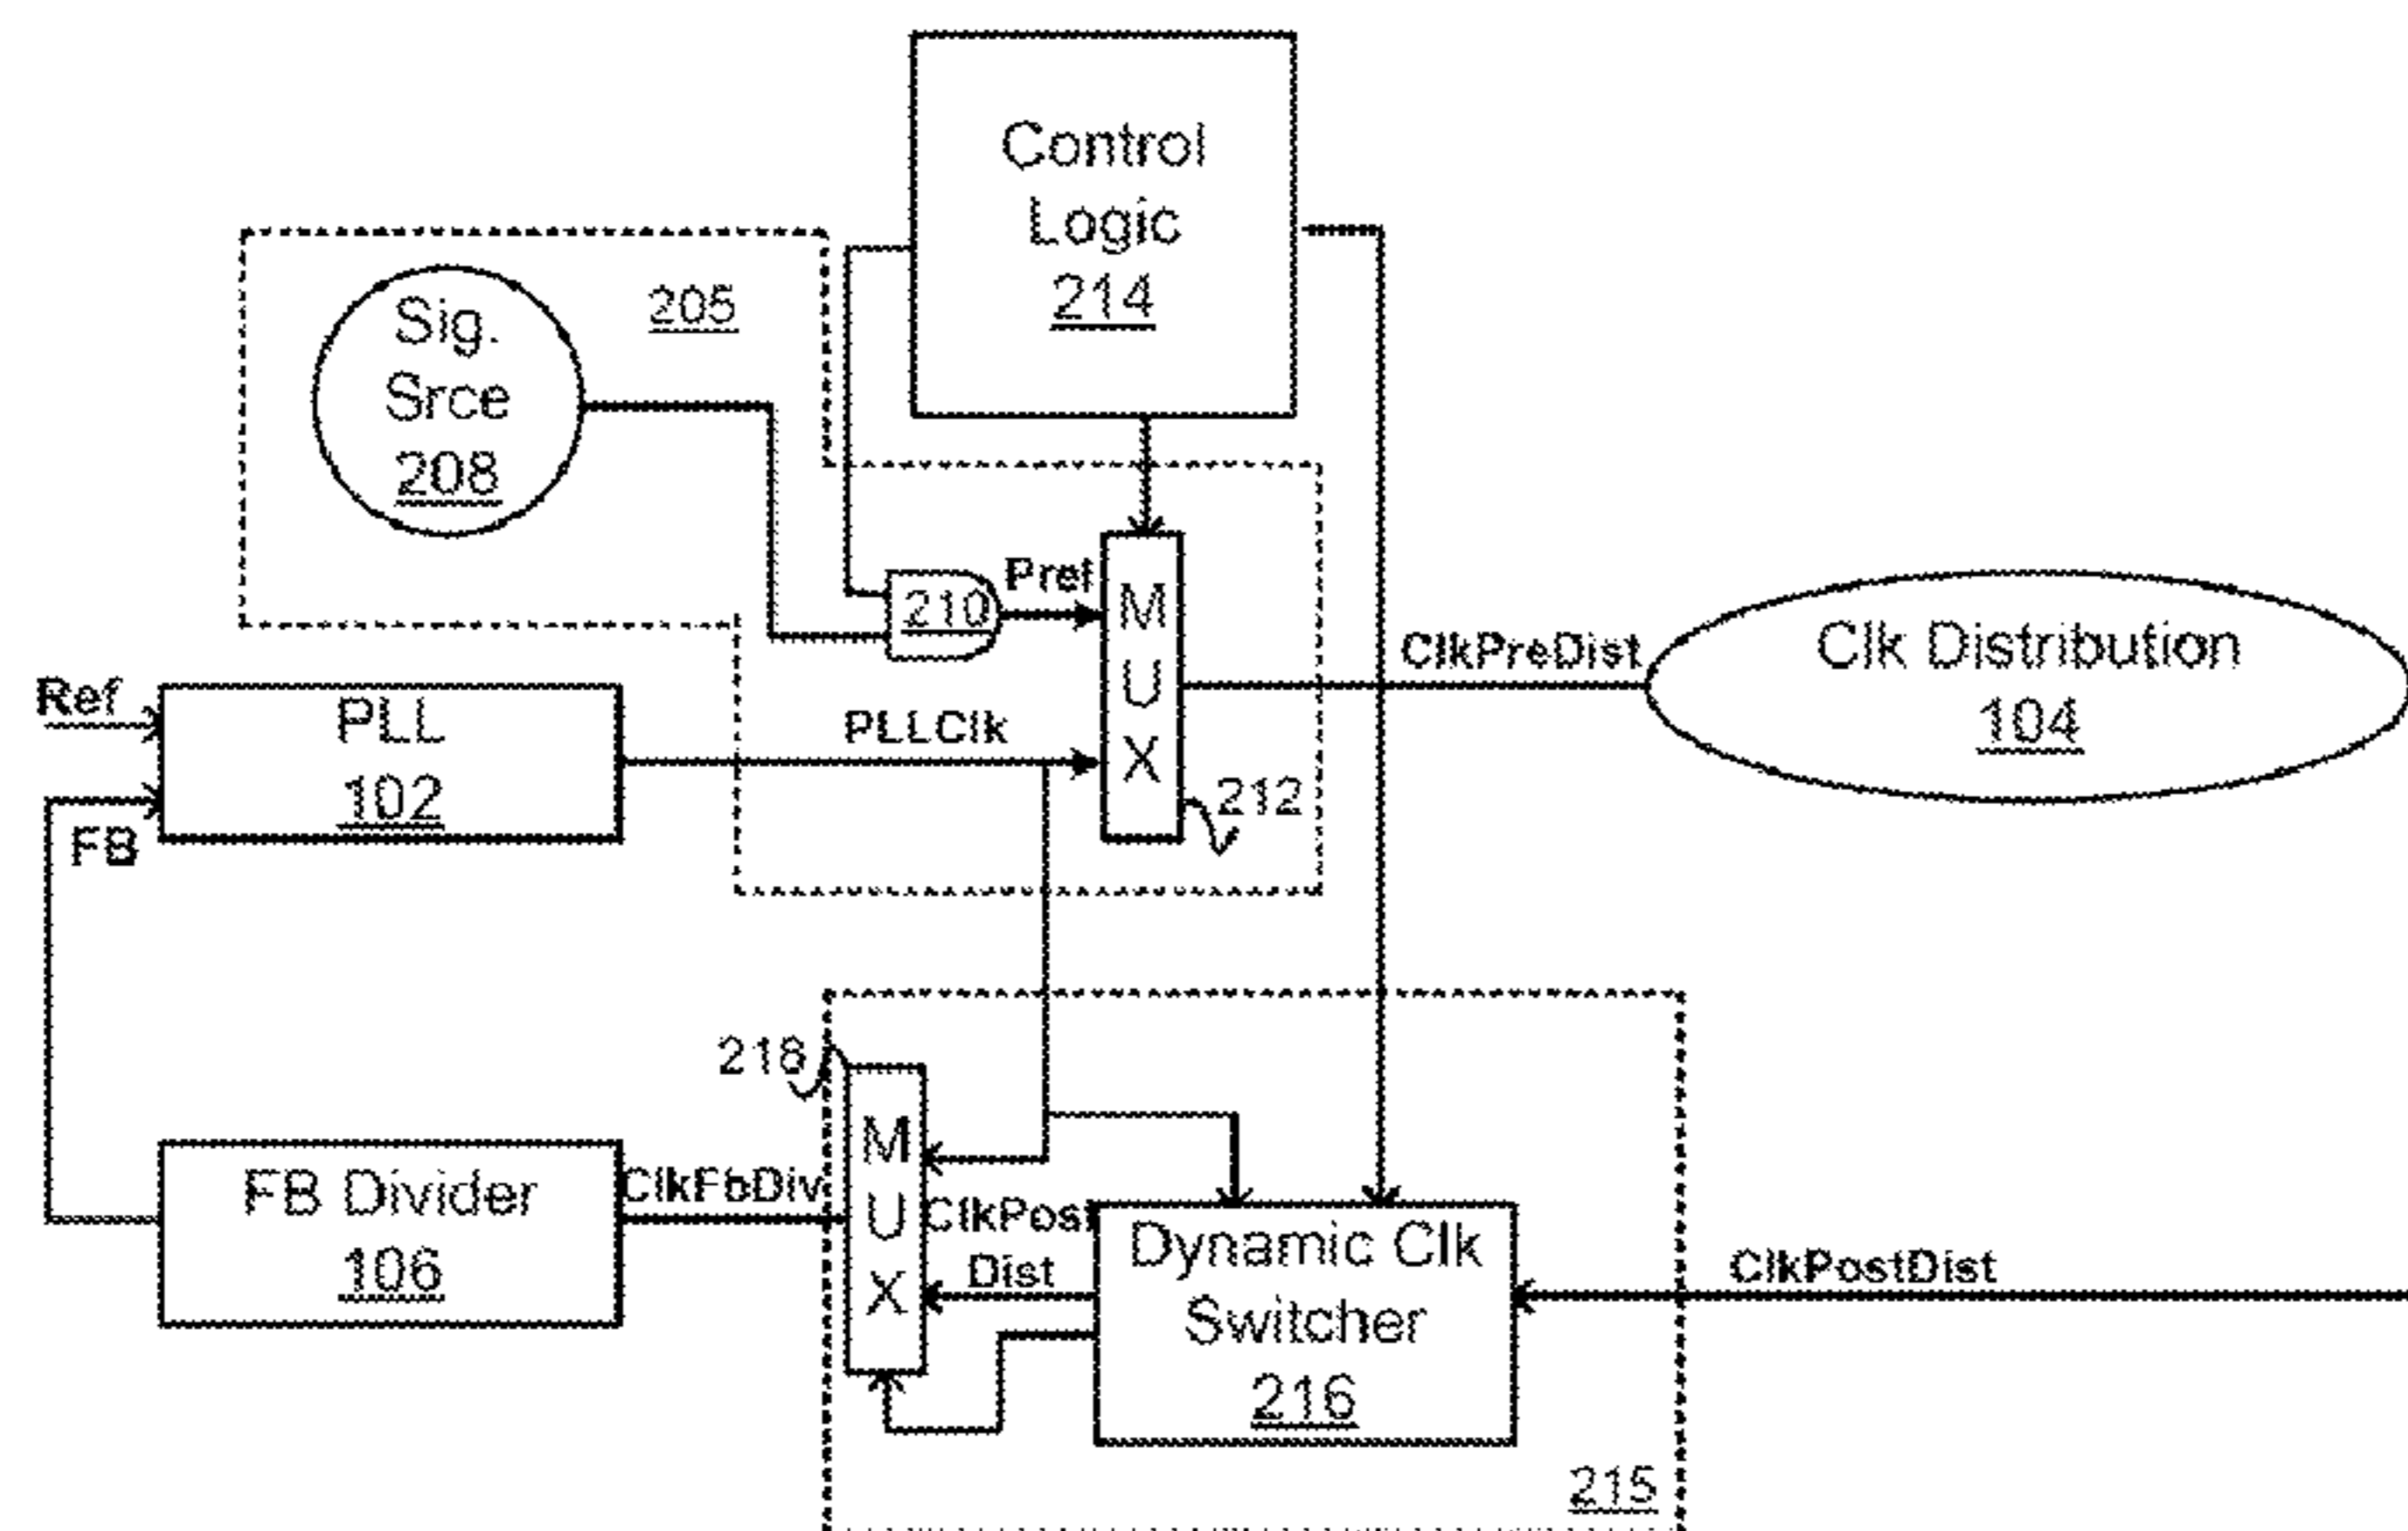 Control
Logic
214
Sig.
Srce
208
205
210
Pref
M
U
X
212
ClkPreDist
Clk Distribution
104
Ref
PLL
102
FB
PLLClk
218
M
U
X
ClkFbDiv
FB Divider
106
ClkPost
Dist
Dynamic Clk
Switcher
216
ClkPostDist
215